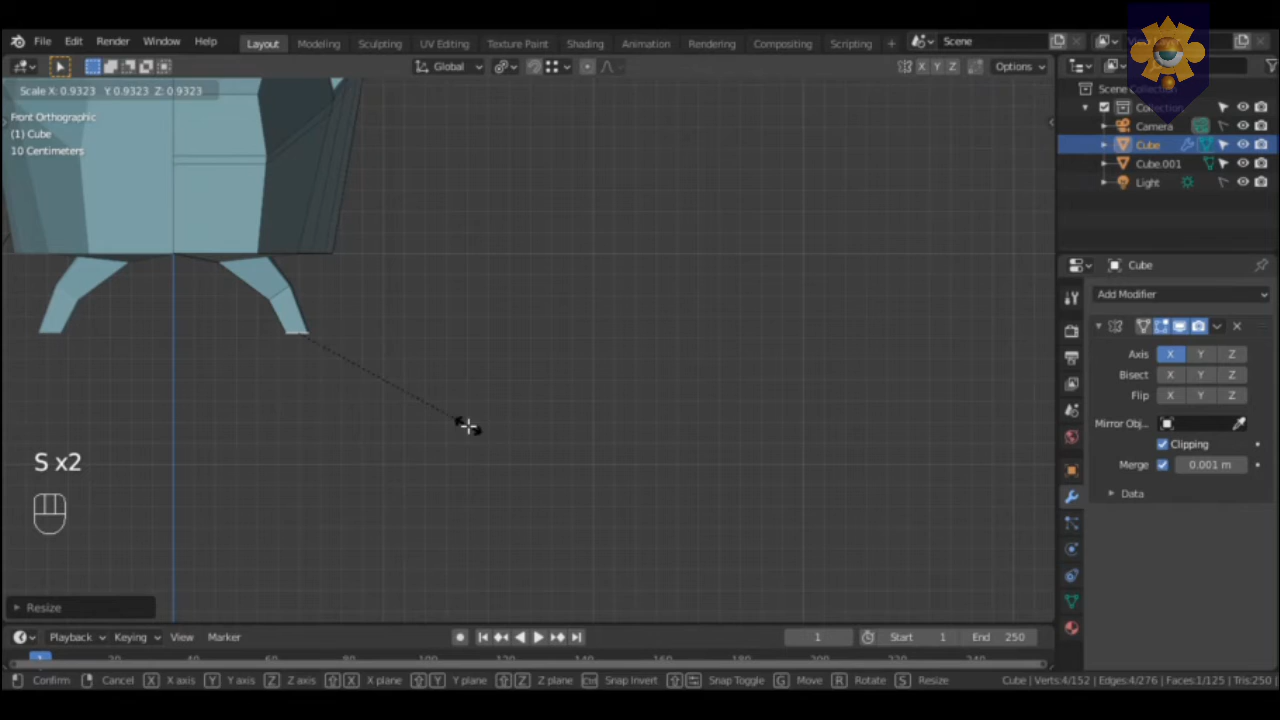 File Edit Render Window Help Layout Modeling Sculpting UV Editing Texture Paint Shading Animation Rendering Compositing Scripting + Scene
Global X Y Z Options
Scale X: 0.9323 Y: 0.9323 Z: 0.9323
Front Orthographic
(1) Cube
10 Centimeters
Scene Collection
Collection
Camera
Cube
Cube.001
Light
Cube
Add Modifier
Axis X Y Z
Bisect X Y Z
Flip X Y Z
Mirror Obj...
Clipping
Merge 0.001 m
Data
S x2
Resize
Playback Keying View Marker 1 Start 1 End 250
Confirm Cancel X X axis Y Y axis Z Z axis X X plane Y Y plane Z Z plane Ctrl Snap Invert Snap Toggle G Move R Rotate S Resize Cube | Verts:4/152 | Edges:4/276 | Faces:1/125 | Tris:250